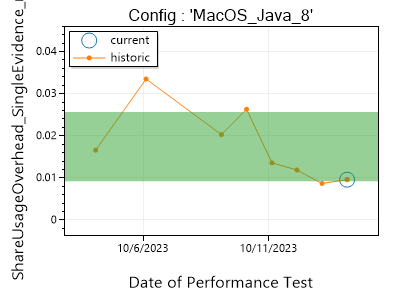 Config : 'MacOS_Java_8'
current
historic
0.04
0.03
0.02
0.01
0
10/6/2023
10/11/2023
Date of Performance Test
ShareUsageOverhead_SingleEvidence_